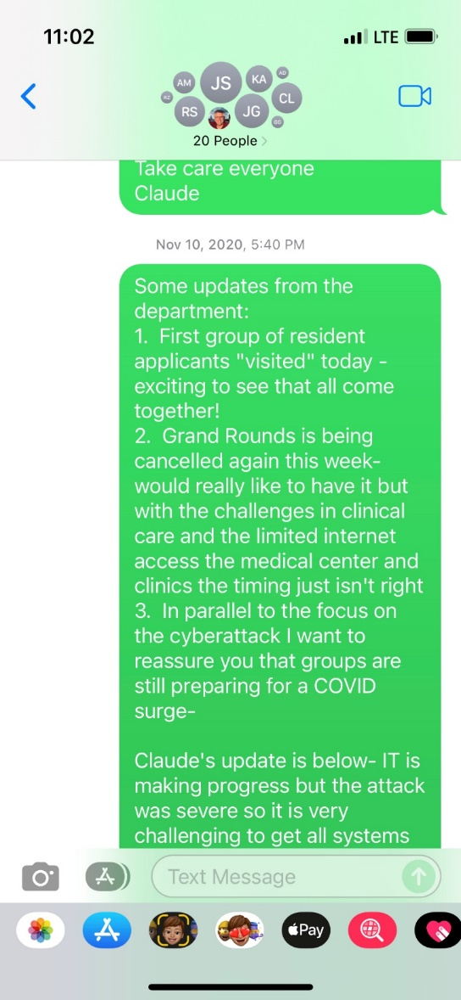 11:02
LTE
AM
JS
KA
AD
RZ
RS
JG
CL
GG
20 People
Take care everyone
Claude
Nov 10, 2020, 5:40 PM
Some updates from the
department:
1.  First group of resident
applicants "visited" today -
exciting to see that all come
together!
2.  Grand Rounds is being
cancelled again this week-
would really like to have it but
with the challenges in clinical
care and the limited internet
access the medical center and
clinics the timing just isn't right
3.  In parallel to the focus on
the cyberattack I want to
reassure you that groups are
still preparing for a COVID
surge-
Claude's update is below- IT is
making progress but the attack
was severe so it is very
challenging to get all systems
Text Message
Pay